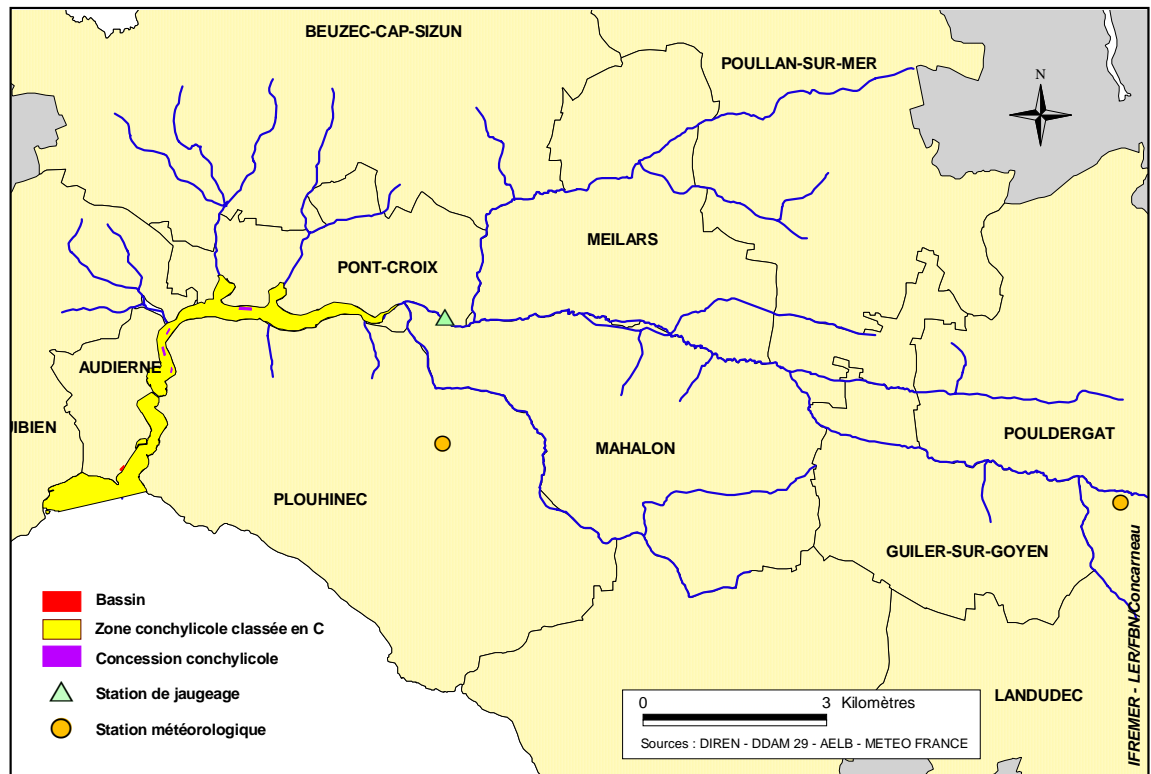 BEUZEC-CAP-SIZUN
POULLAN-SUR-MER
N
MEILARS
PONT-CROIX
AUDIERNE
UIBIEN
POULDERGAT
MAHALON
PLOUHINEC
GUILER-SUR-GOYEN
LANDUDEC
Bassin
Zone conchylicole classée en C
Concession conchylicole
Station de jaugeage
Station météorologique
0 3 Kilomètres
Sources : DIREN - DDAM 29 - AELB - METEO FRANCE
IFREMER - LER/FBN/Concarneau